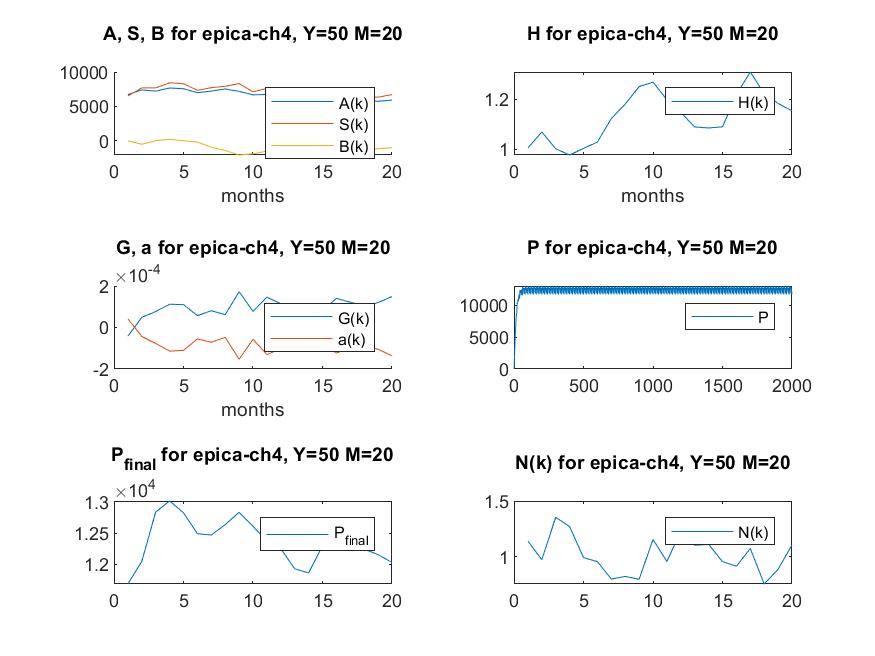 A, S, B for epica-ch4, Y=50 M=20
10000
5000
0
A(k)
S(k)
B(k)
0 5 10 15 20
months
H for epica-ch4, Y=50 M=20
1.2
1
H(k)
0 5 10 15 20
months
G, a for epica-ch4, Y=50 M=20
×10-4
2
0
-2
G(k)
a(k)
0 5 10 15 20
months
P for epica-ch4, Y=50 M=20
10000
5000
0
P
0 500 1000 1500 2000
Pfinal for epica-ch4, Y=50 M=20
×104
1.3
1.25
1.2
Pfinal
0 5 10 15 20
N(k) for epica-ch4, Y=50 M=20
1.5
1
N(k)
0 5 10 15 20